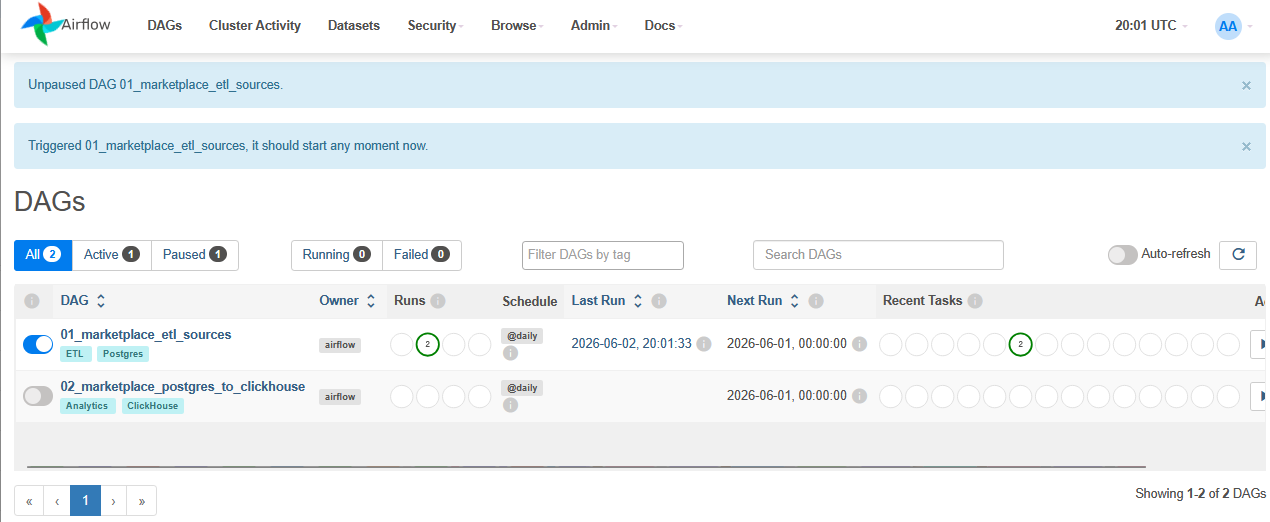 Airflow DAGs Cluster Activity Datasets Security Browse Admin Docs 20:01 UTC AA
Unpaused DAG 01_marketplace_etl_sources. ×
Triggered 01_marketplace_etl_sources, it should start any moment now. ×
DAGs
All 2 Active 1 Paused 1 Running 0 Failed 0 Filter DAGs by tag Search DAGs Auto-refresh
i DAG Owner Runs i Schedule Last Run i Next Run i Recent Tasks i A
01_marketplace_etl_sources airflow 2 @daily 2026-06-02, 20:01:33 i 2026-06-01, 00:00:00 i 2
ETL Postgres i
02_marketplace_postgres_to_clickhouse airflow @daily 2026-06-01, 00:00:00 i
Analytics ClickHouse i
« ‹ 1 › » Showing 1-2 of 2 DAGs